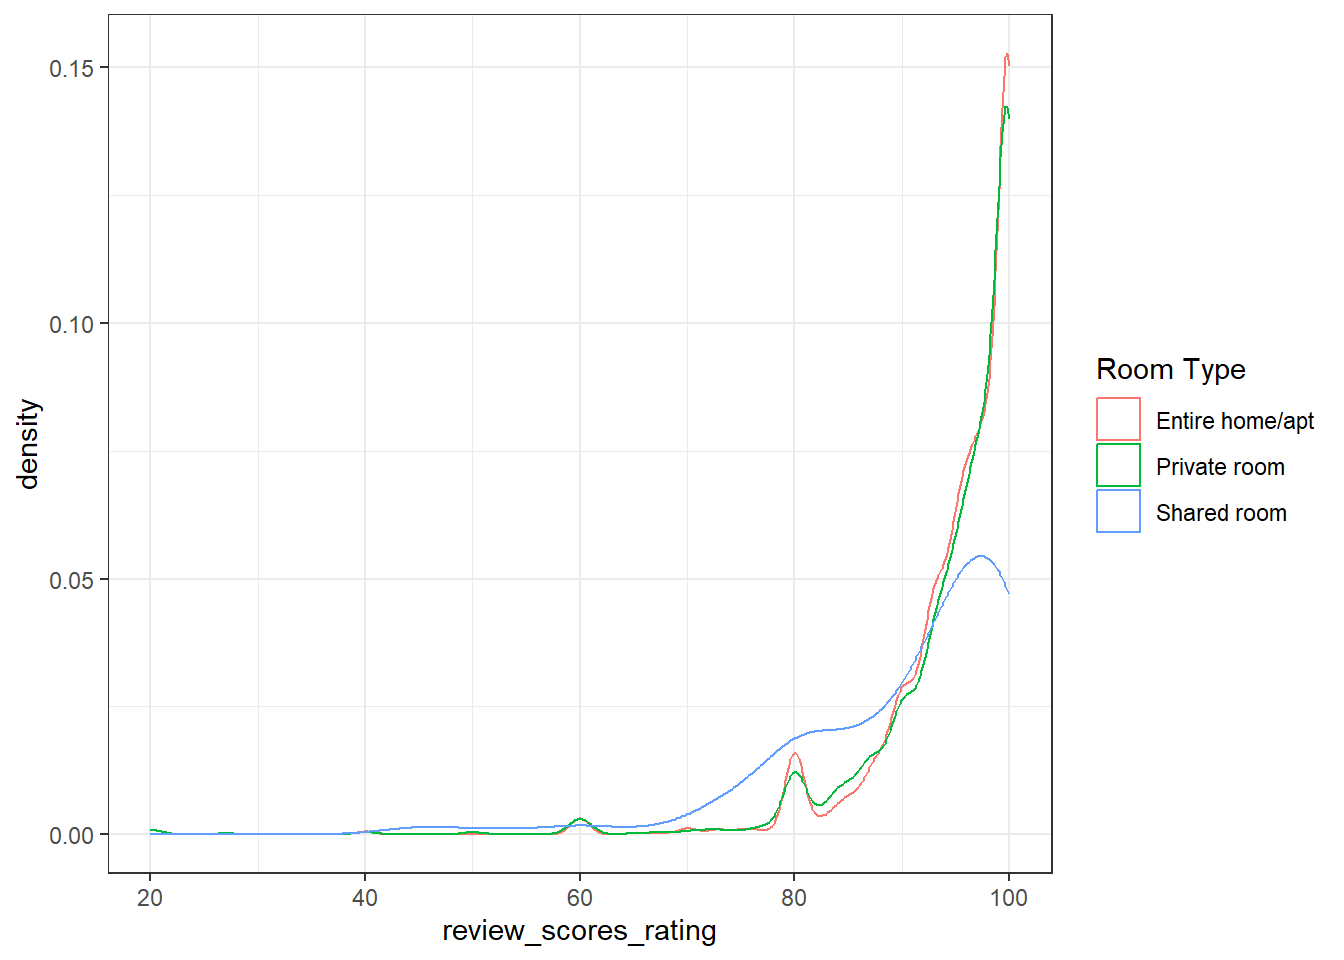 0.15
0.10
0.05
0.00
density
20 40 60 80 100
review_scores_rating
Room Type
Entire home/apt
Private room
Shared room